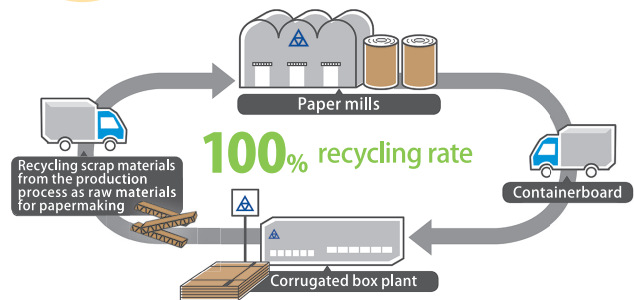 Paper mills
100% recycling rate
Recycling scrap materials
from the production
process as raw materials
for papermaking
Containerboard
Corrugated box plant